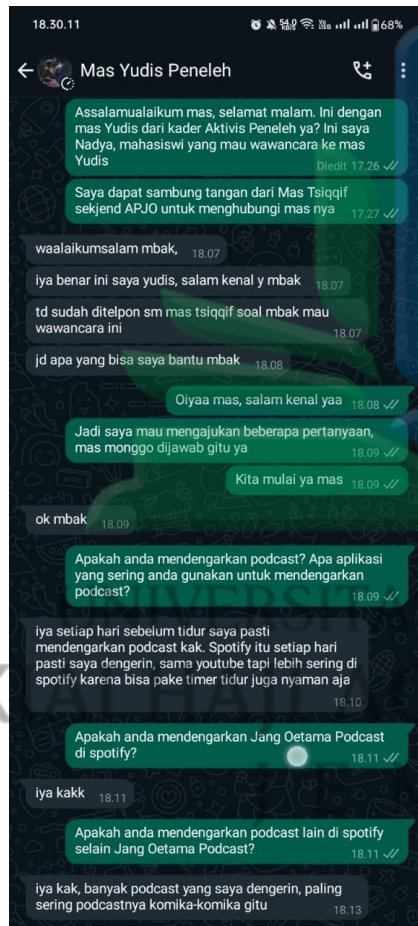 18.30.11
54,0 KB/S
68%
Mas Yudis Peneleh
Assalamualaikum mas, selamat malam. Ini dengan
mas Yudis dari kader Aktivis Peneleh ya? Ini saya
Nadya, mahasiswi yang mau wawancara ke mas
Yudis
Diedit 17.26
Saya dapat sambung tangan dari Mas Tsiqqif
sekjend APJO untuk menghubungi mas nya
17.27
waalaikumsalam mbak,
18.07
iya benar ini saya yudis, salam kenal y mbak
18.07
td sudah ditelpon sm mas tsiqqif soal mbak mau
wawancara ini
18.07
jd apa yang bisa saya bantu mbak
18.08
Oiyaa mas, salam kenal yaa
18.08
Jadi saya mau mengajukan beberapa pertanyaan,
mas monggo dijawab gitu ya
18.09
Kita mulai ya mas
18.09
ok mbak
18.09
Apakah anda mendengarkan podcast? Apa aplikasi
yang sering anda gunakan untuk mendengarkan
podcast?
18.09
iya setiap hari sebelum tidur saya pasti
mendengarkan podcast kak. Spotify itu setiap hari
pasti saya dengerin, sama youtube tapi lebih sering di
spotify karena bisa pake timer tidur juga nyaman aja
18.10
Apakah anda mendengarkan Jang Oetama Podcast
di spotify?
18.11
iya kakk
18.11
Apakah anda mendengarkan podcast lain di spotify
selain Jang Oetama Podcast?
18.11
iya kak, banyak podcast yang saya dengerin, paling
sering podcastnya komika-komika gitu
18.13